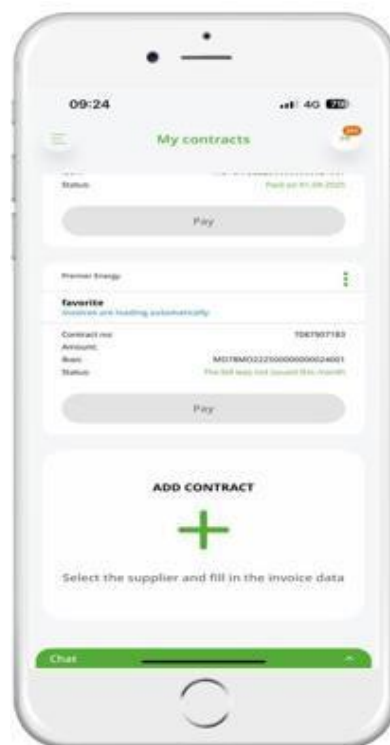 09:24
4G
My contracts
Status: Paid on 01.09.2025
Pay
Premier Energy
favorite
Invoices are loading automatically
Contract no:
Amount:
Iban:
Status: The bill was not issued this month
Pay
ADD CONTRACT
Select the supplier and fill in the invoice data
Chat